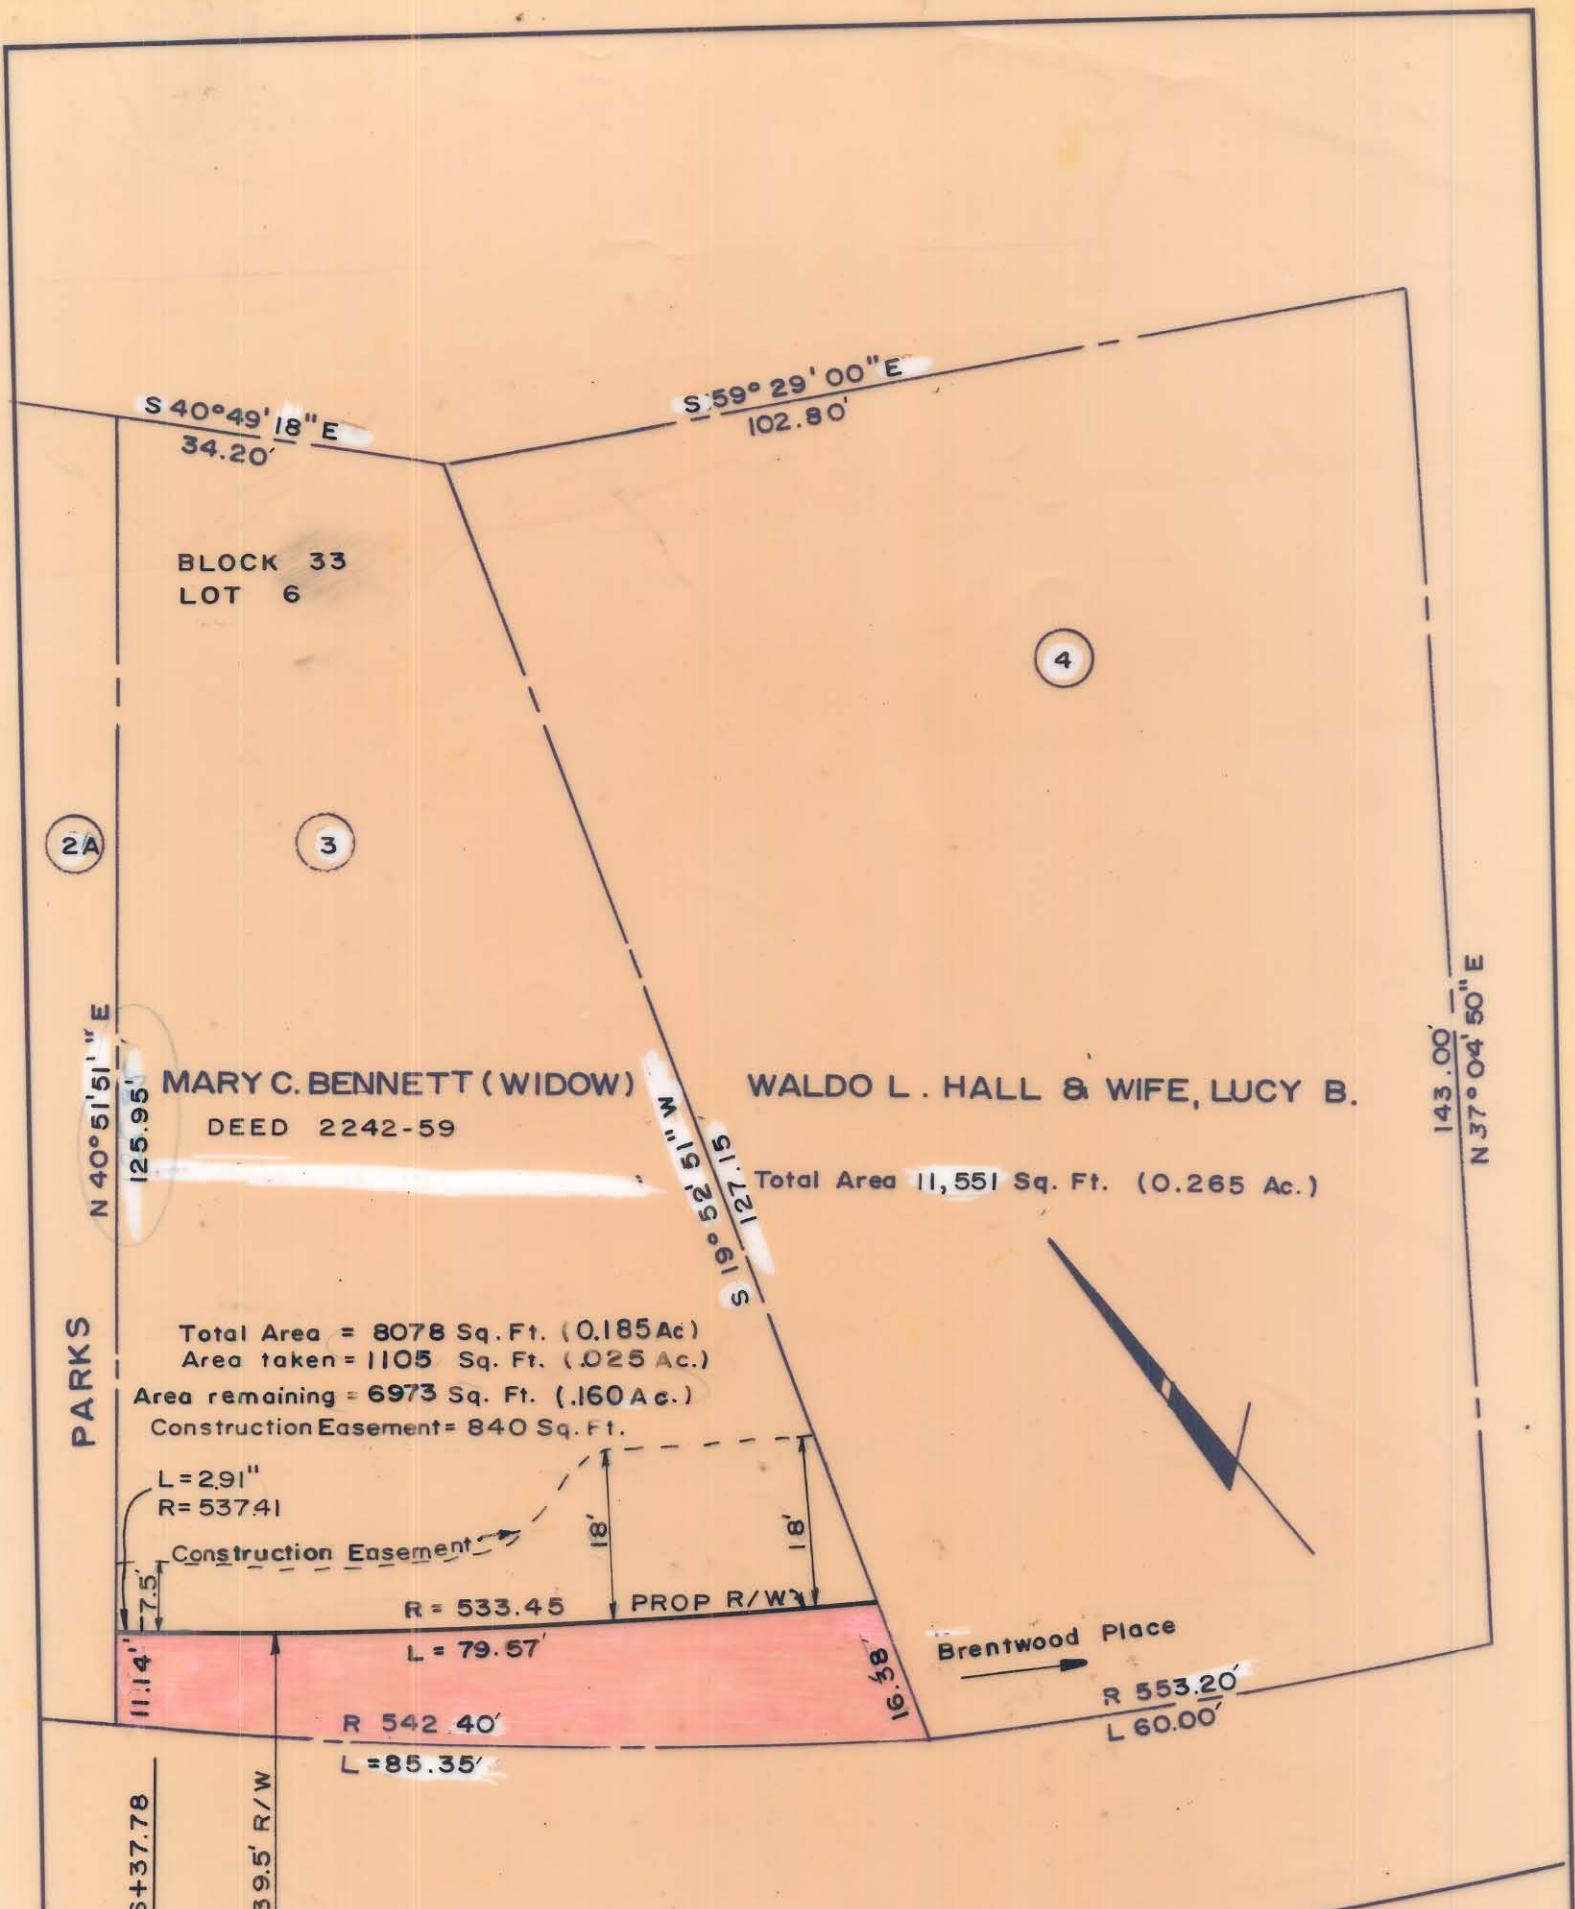 S 40°49'18" E
34.20'
S 59° 29' 00" E
102.80'
BLOCK 33
LOT 6
4
2A
3
N 40°51'51" E
125.95'
MARY C. BENNETT (WIDOW)
DEED 2242-59
S 19° 52' 51" W
127.15
WALDO L. HALL & WIFE, LUCY B.
Total Area 11,551 Sq. Ft. (0.265 Ac.)
143.00'
N 37° 04' 50" E
PARKS
Total Area = 8078 Sq. Ft. (0.185 Ac)
Area taken = 1105 Sq. Ft. (.025 Ac.)
Area remaining = 6973 Sq. Ft. (.160 Ac.)
Construction Easement = 840 Sq. Ft.
L = 2.91"
R = 537.41
Construction Easement
7.5'
18'
18'
R = 533.45
PROP R/W
L = 79.57'
11.14'
16.38'
Brentwood Place
R 553.20'
L 60.00'
R 542.40'
L = 85.35'
+37.78
39.5' R/W